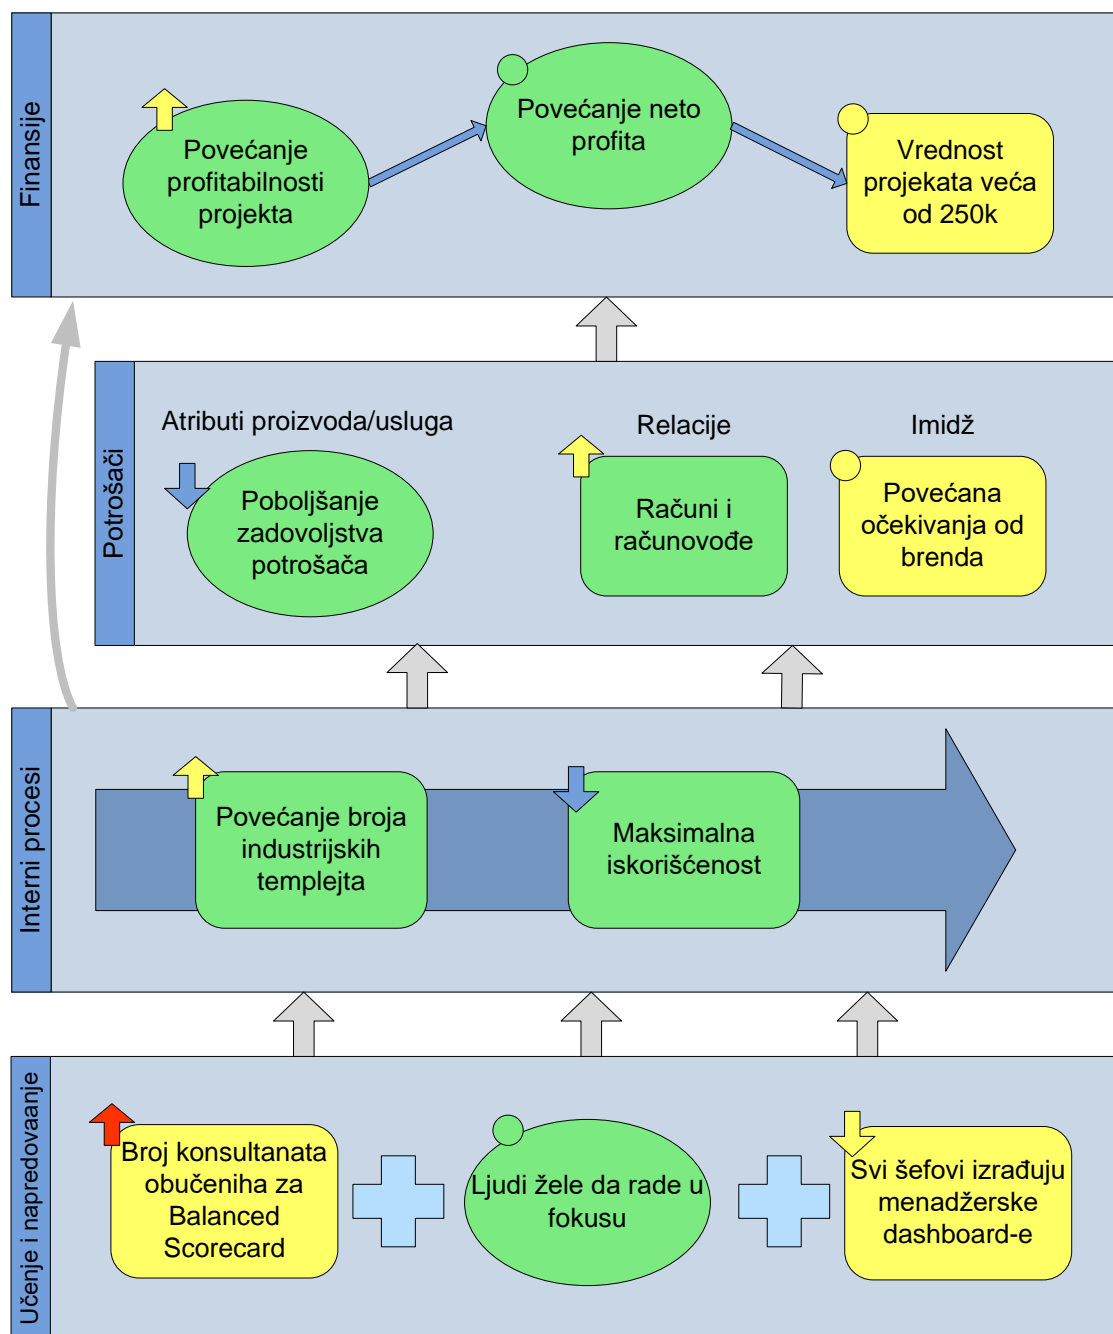 Finansije
Povećanje
profitabilnosti
projekta
Povećanje neto
profita
Vrednost
projekata veća
od 250k
Potrošači
Atributi proizvoda/usluga
Relacije
Imidž
Poboljšanje
zadovoljstva
potrošača
Računi i
računovođe
Povećana
očekivanja od
brenda
Interni procesi
Povećanje broja
industrijskih
templejta
Maksimalna
iskorišćenost
Učenje i napredovaanje
Broj konsultanata
obučeniha za
Balanced
Scorecard
Ljudi žele da rade u
fokusu
Svi šefovi izrađuju
menadžerske
dashboard-e